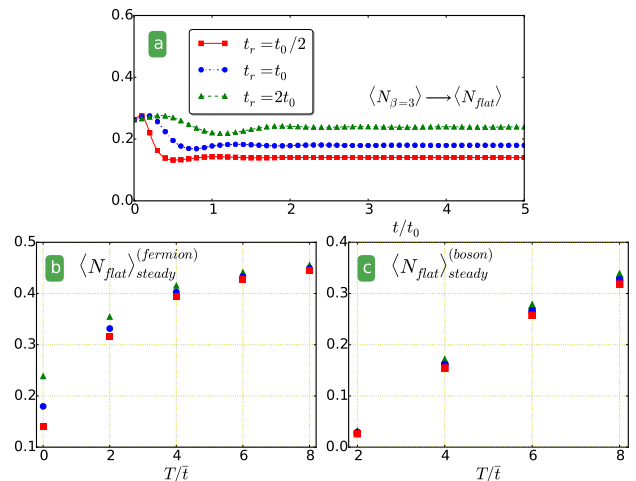 0.6
0.4
0.2
0.0
a
t_r = t_0/2
t_r = t_0
t_r = 2t_0
⟨N_{β=3}⟩ → ⟨N_{flat}⟩
0 1 2 3 4 5
t/t_0
0.5
0.4
0.3
0.2
0.1
b
⟨N_{flat}⟩_{steady}^{(fermion)}
0 2 4 6 8
T/t̄
0.4
0.3
0.2
0.1
0.0
c
⟨N_{flat}⟩_{steady}^{(boson)}
2 4 6 8
T/t̄